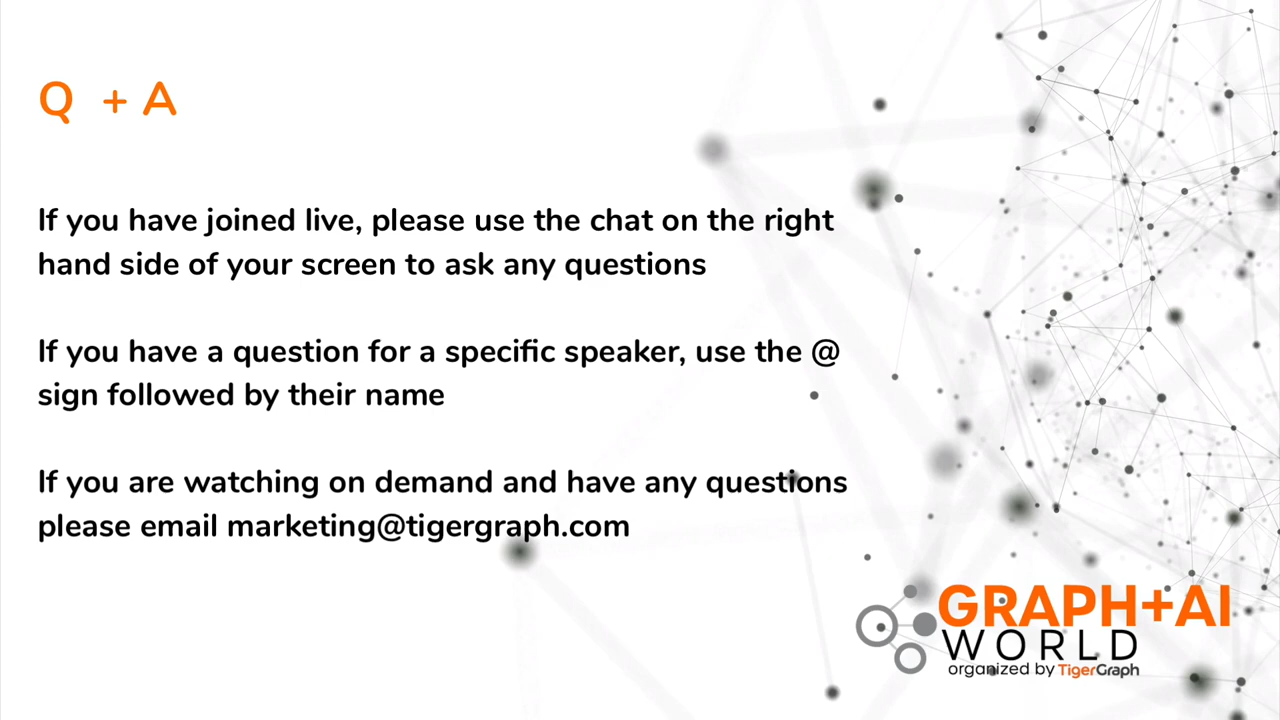 Q + A
If you have joined live, please use the chat on the right
hand side of your screen to ask any questions
If you have a question for a specific speaker, use the @
sign followed by their name
If you are watching on demand and have any questions
please email marketing@tigergraph.com
GRAPH+AI
WORLD
organized by TigerGraph